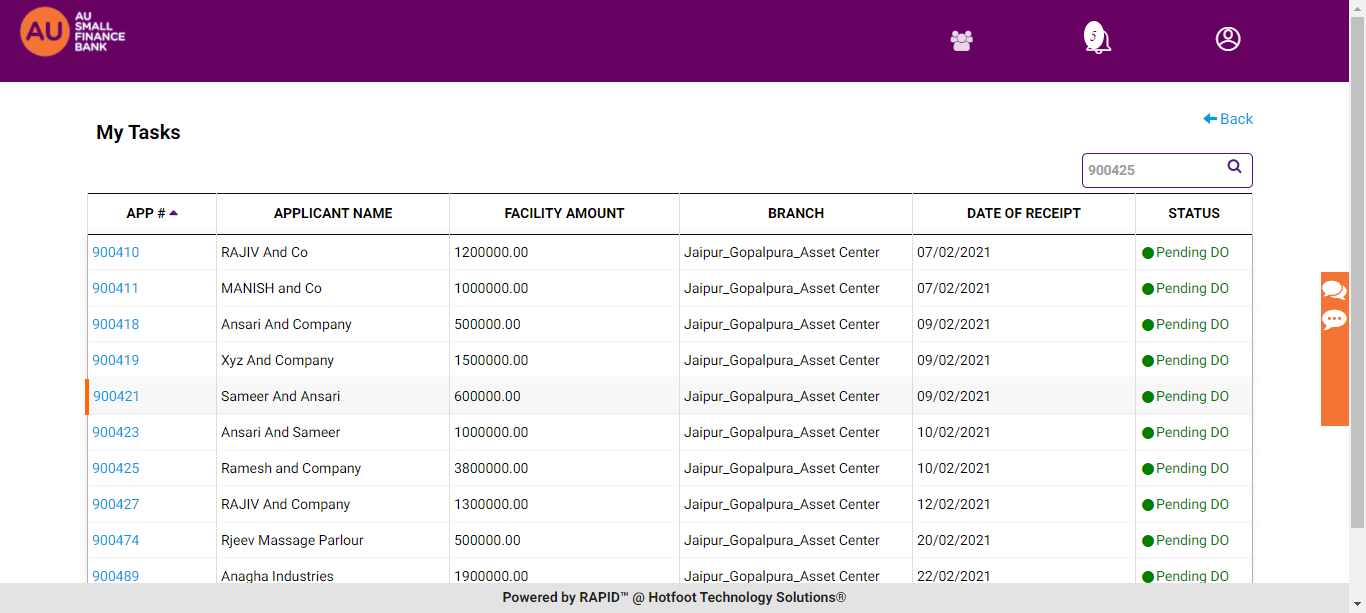 AU
AU
SMALL
FINANCE
BANK
5
Back
My Tasks
900425
APP # APPLICANT NAME FACILITY AMOUNT BRANCH DATE OF RECEIPT STATUS
900410 RAJIV And Co 1200000.00 Jaipur_Gopalpura_Asset Center 07/02/2021 Pending DO
900411 MANISH and Co 1000000.00 Jaipur_Gopalpura_Asset Center 07/02/2021 Pending DO
900418 Ansari And Company 500000.00 Jaipur_Gopalpura_Asset Center 09/02/2021 Pending DO
900419 Xyz And Company 1500000.00 Jaipur_Gopalpura_Asset Center 09/02/2021 Pending DO
900421 Sameer And Ansari 600000.00 Jaipur_Gopalpura_Asset Center 09/02/2021 Pending DO
900423 Ansari And Sameer 1000000.00 Jaipur_Gopalpura_Asset Center 10/02/2021 Pending DO
900425 Ramesh and Company 3800000.00 Jaipur_Gopalpura_Asset Center 10/02/2021 Pending DO
900427 RAJIV And Company 1300000.00 Jaipur_Gopalpura_Asset Center 12/02/2021 Pending DO
900474 Rjeev Massage Parlour 500000.00 Jaipur_Gopalpura_Asset Center 20/02/2021 Pending DO
900489 Anagha Industries 1900000.00 Jaipur_Gopalpura_Asset Center 22/02/2021 Pending DO
Powered by RAPID™ @ Hotfoot Technology Solutions®